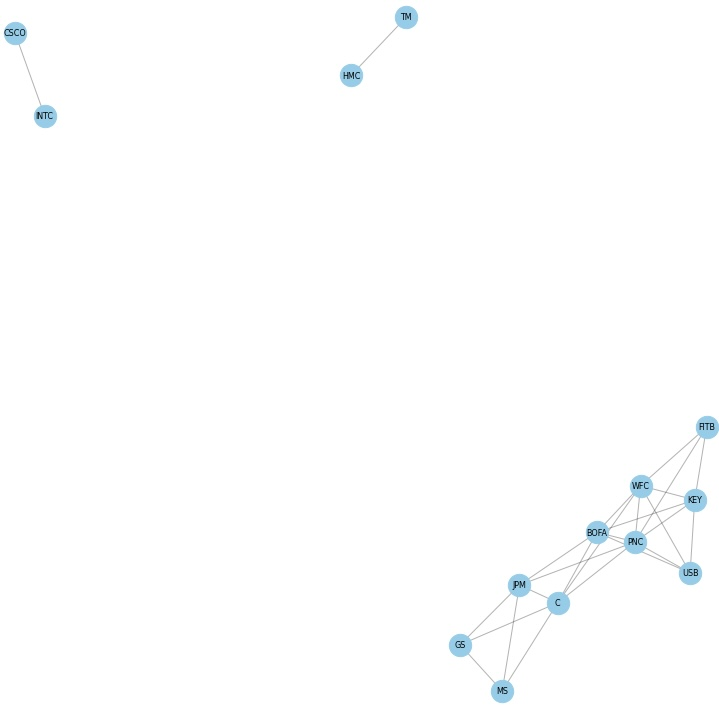 TM
CSCO
HMC
INTC
FITB
WFC
KEY
BOFA
PNC
USB
JPM
C
GS
MS